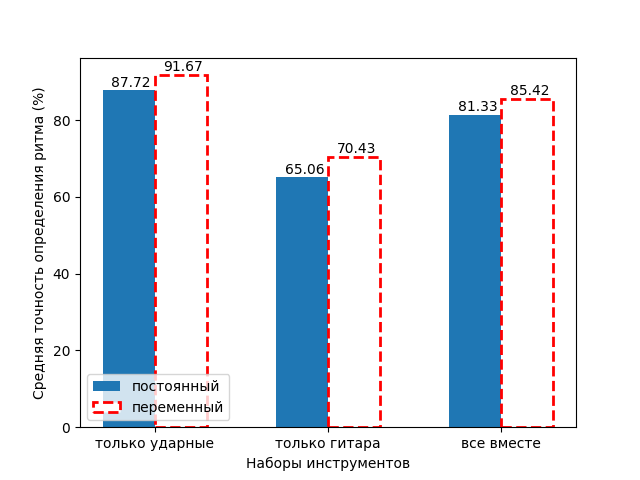 Средняя точность определения ритма (%)
80
60
40
20
0
87.72
91.67
65.06
70.43
81.33
85.42
постоянный
переменный
только ударные
только гитара
все вместе
Наборы инструментов